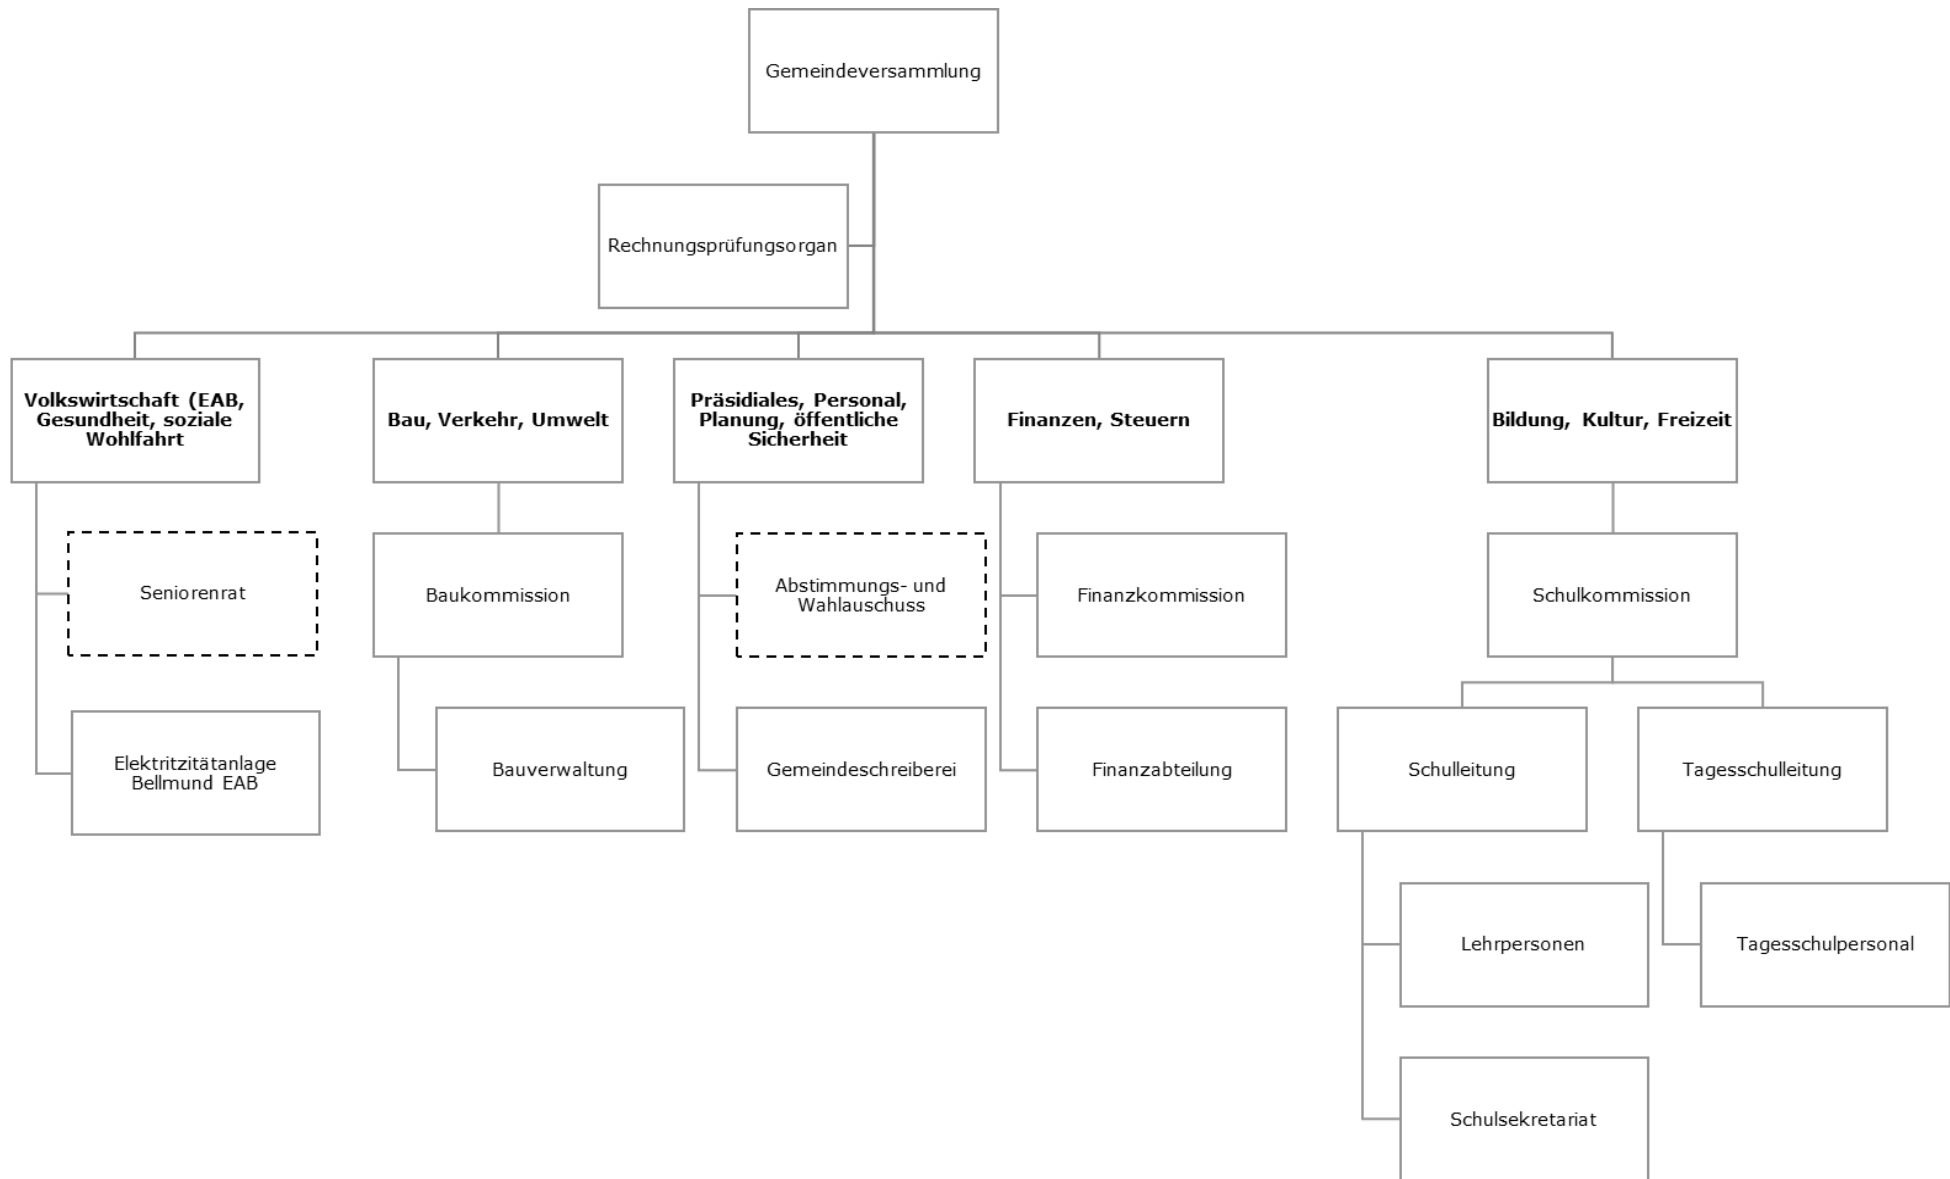 Gemeindeversammlung
Rechnungsprüfungsorgan
Volkswirtschaft (EAB,
Gesundheit, soziale
Wohlfahrt
Bau, Verkehr, Umwelt
Präsidiales, Personal,
Planung, öffentliche
Sicherheit
Finanzen, Steuern
Bildung, Kultur, Freizeit
Seniorenrat
Baukommission
Abstimmungs- und
Wahlauschuss
Finanzkommission
Schulkommission
Elektritzitätanlage
Bellmund EAB
Bauverwaltung
Gemeindeschreiberei
Finanzabteilung
Schulleitung
Tagesschulleitung
Lehrpersonen
Tagesschulpersonal
Schulsekretariat